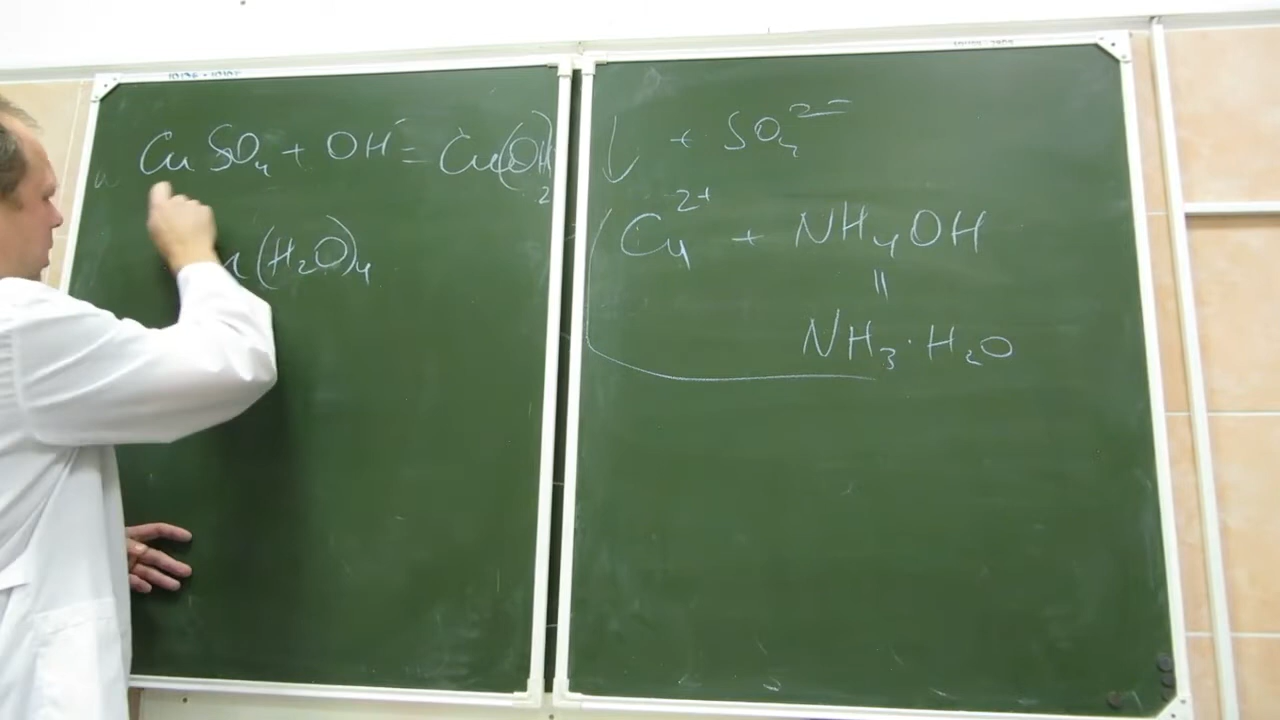 CuSO₄ + OH⁻ = Cu(OH)₂ ↓ + SO₄²⁻
(H₂O)₄
Cu²⁺ + NH₄OH
=
NH₃·H₂O